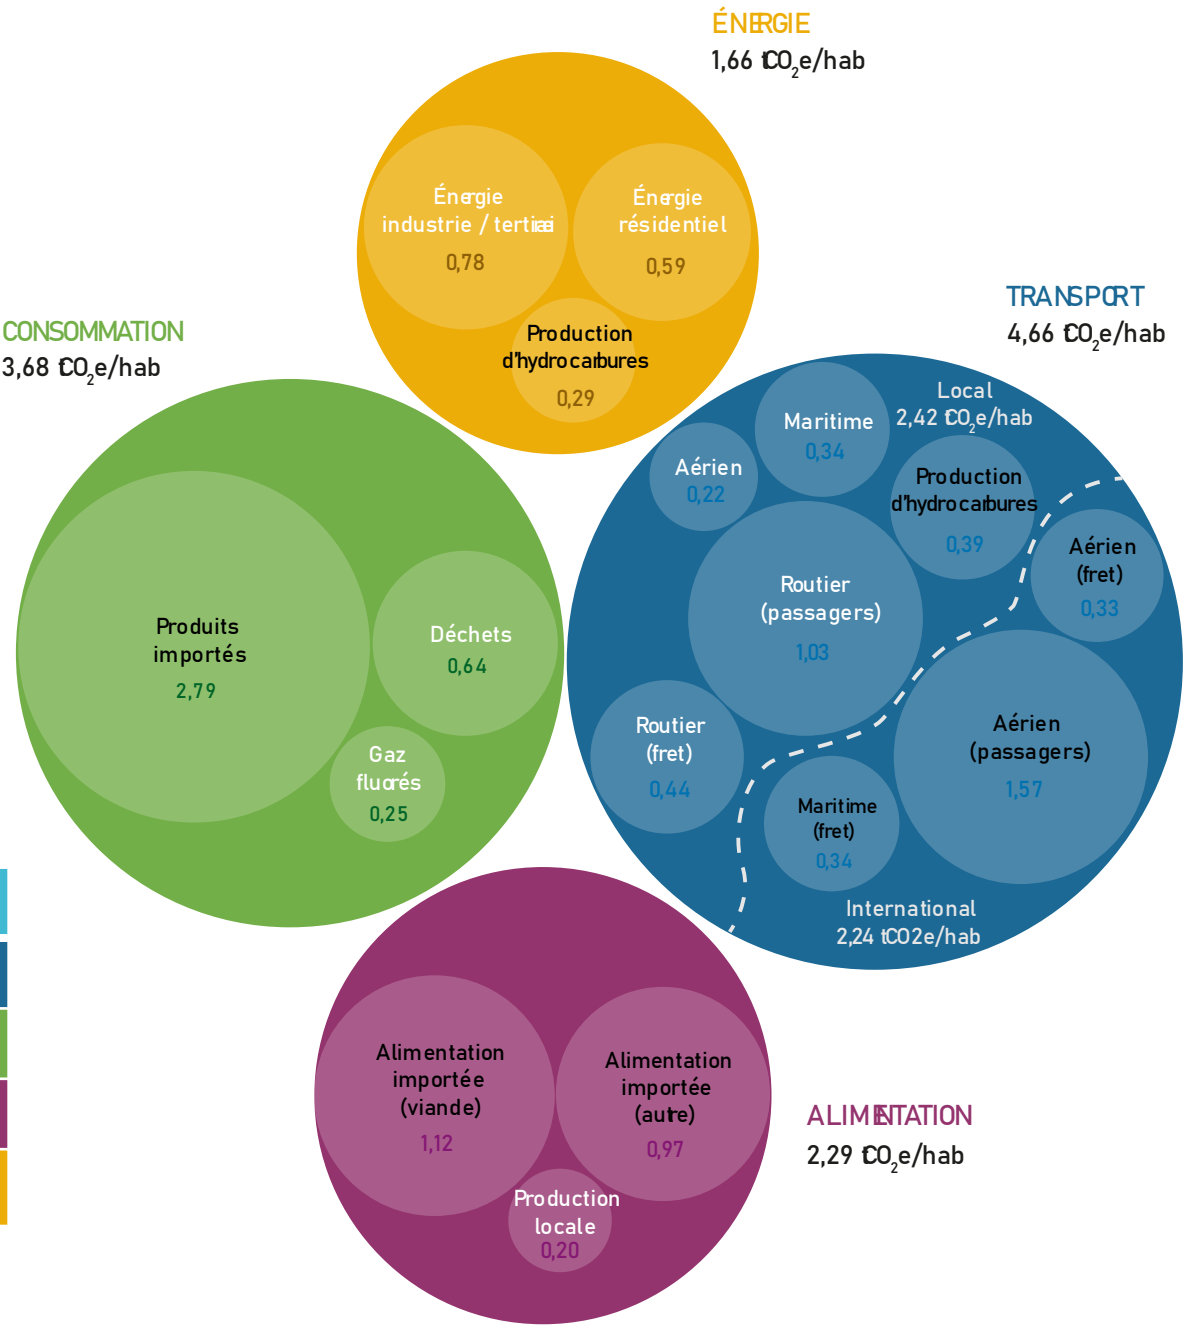 ÉNERGIE
1,66 tCO2e/hab
Énergie
industrie / tertiaire
0,78
Énergie
résidentiel
0,59
Production
d'hydrocarbures
0,29
CONSOMMATION
3,68 tCO2e/hab
Produits
importés
2,79
Déchets
0,64
Gaz
fluorés
0,25
TRANSPORT
4,66 tCO2e/hab
Local
2,42 tCO2e/hab
Maritime
0,34
Aérien
0,22
Production
d'hydrocarbures
0,39
Routier
(passagers)
1,03
Routier
(fret)
0,44
Aérien
(fret)
0,33
Aérien
(passagers)
1,57
Maritime
(fret)
0,34
International
2,24 tCO2e/hab
Alimentation
importée
(viande)
1,12
Alimentation
importée
(autre)
0,97
Production
locale
0,20
ALIMENTATION
2,29 tCO2e/hab